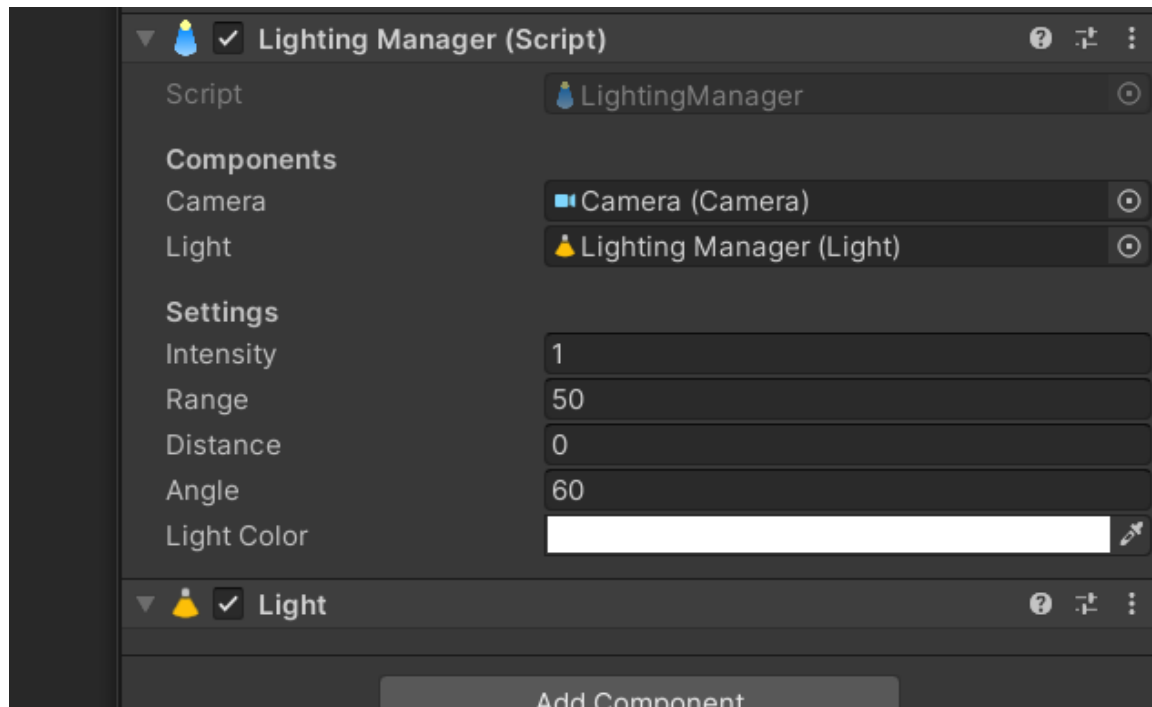 Lighting Manager (Script)
Script LightingManager
Components
Camera Camera (Camera)
Light Lighting Manager (Light)
Settings
Intensity 1
Range 50
Distance 0
Angle 60
Light Color
Light
Add Component